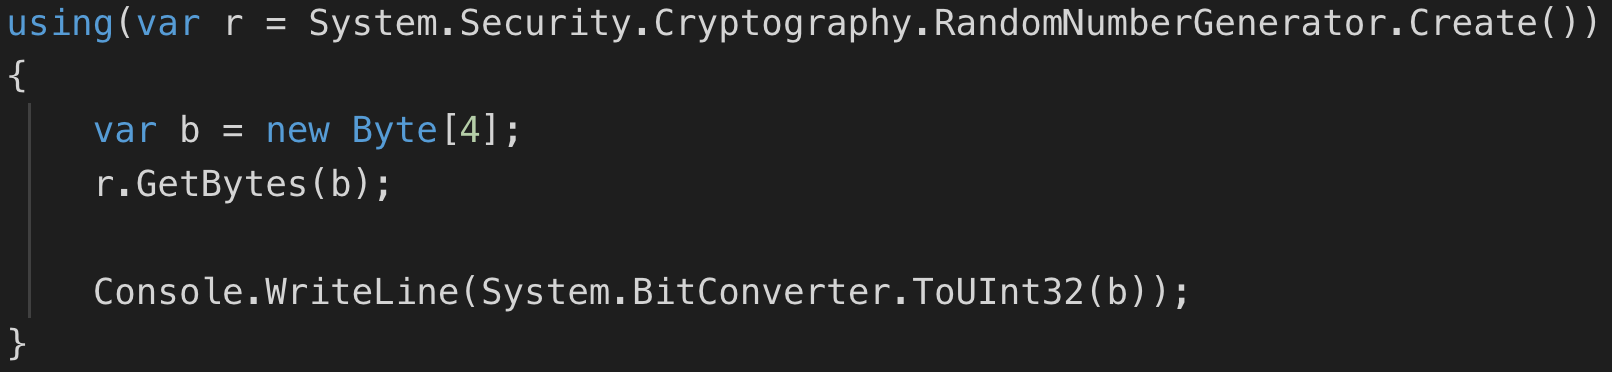 using(var r = System.Security.Cryptography.RandomNumberGenerator.Create())
{
    var b = new Byte[4];
    r.GetBytes(b);

    Console.WriteLine(System.BitConverter.ToUInt32(b));
}